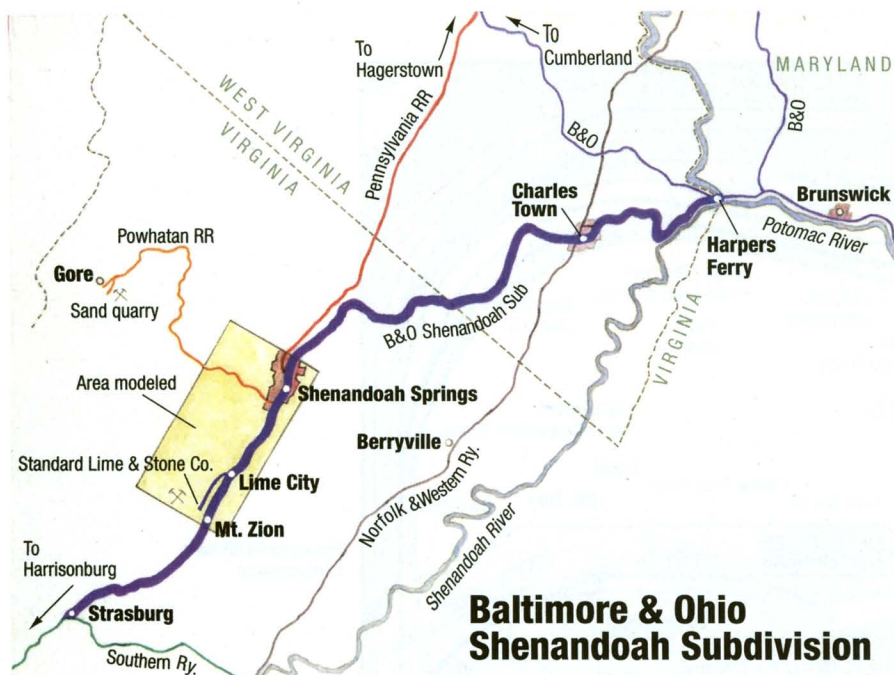 To
Hagerstown
To
Cumberland
MARYLAND
WEST VIRGINIA
VIRGINIA
Pennsylvania RR
B&O
B&O
Charles
Town
Brunswick
Potomac River
Harpers
Ferry
Powhatan RR
Gore
Sand quarry
B&O Shenandoah Sub
VIRGINIA
Area modeled
Shenandoah Springs
Berryville
Standard Lime & Stone Co.
Lime City
Norfolk &Western Ry.
Mt. Zion
Shenandoah River
To
Harrisonburg
Strasburg
Southern Ry.
Baltimore & Ohio
Shenandoah Subdivision